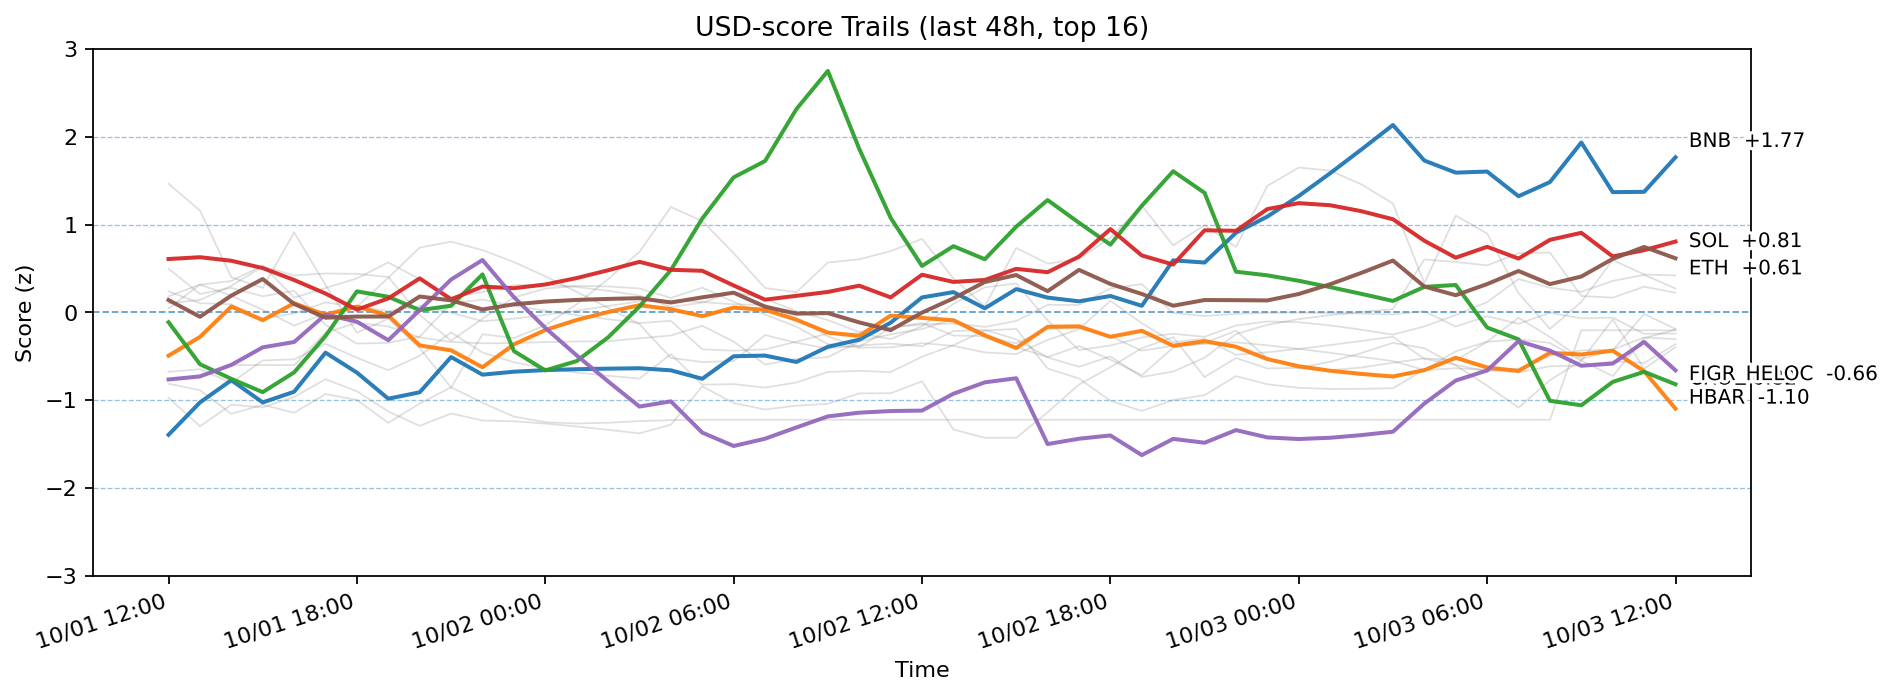 USD-score Trails (last 48h, top 16)
Score (z)
3
2
1
0
−1
−2
−3
BNB +1.77
SOL +0.81
ETH +0.61
FIGR_HELOC -0.66
HBAR -1.10
10/01 12:00
10/01 18:00
10/02 00:00
10/02 06:00
10/02 12:00
10/02 18:00
10/03 00:00
10/03 06:00
10/03 12:00
Time